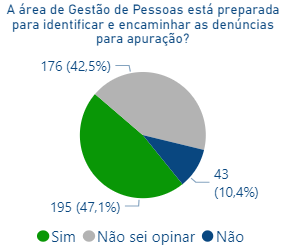 A área de Gestão de Pessoas está preparada
para identificar e encaminhar as denúncias
para apuração?
176 (42,5%)
43
(10,4%)
195 (47,1%)
Sim Não sei opinar Não